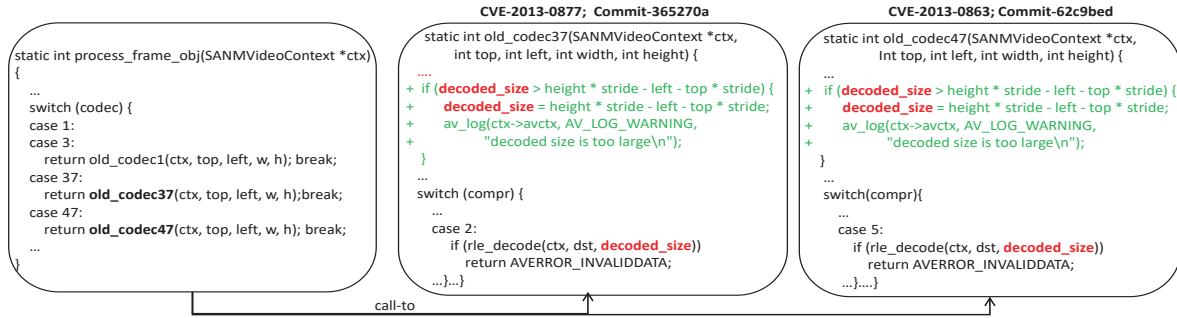 static int process_frame_obj(SANMVideoContext *ctx)
{
...
switch (codec) {
case 1:
case 3:
return old_codec1(ctx, top, left, w, h); break;
case 37:
return old_codec37(ctx, top, left, w, h);break;
case 47:
return old_codec47(ctx, top, left, w, h); break;
...
}
CVE-2013-0877; Commit-365270a
static int old_codec37(SANMVideoContext *ctx,
int top, int left, int width, int height) {
....
+ if (decoded_size > height * stride - left - top * stride) {
+ decoded_size = height * stride - left - top * stride;
+ av_log(ctx->avctx, AV_LOG_WARNING,
+ "decoded size is too large\n");
}
...
switch (compr) {
...
case 2:
if (rle_decode(ctx, dst, decoded_size))
return AVERROR_INVALIDDATA;
...}...}
CVE-2013-0863; Commit-62c9bed
static int old_codec47(SANMVideoContext *ctx,
Int top, int left, int width, int height) {
...
+ if (decoded_size > height * stride - left - top * stride) {
+ decoded_size = height * stride - left - top * stride;
+ av_log(ctx->avctx, AV_LOG_WARNING,
+ "decoded size is too large\n");
}
...
switch(compr){
...
case 5:
if (rle_decode(ctx, dst, decoded_size))
return AVERROR_INVALIDDATA;
...}....}
call-to